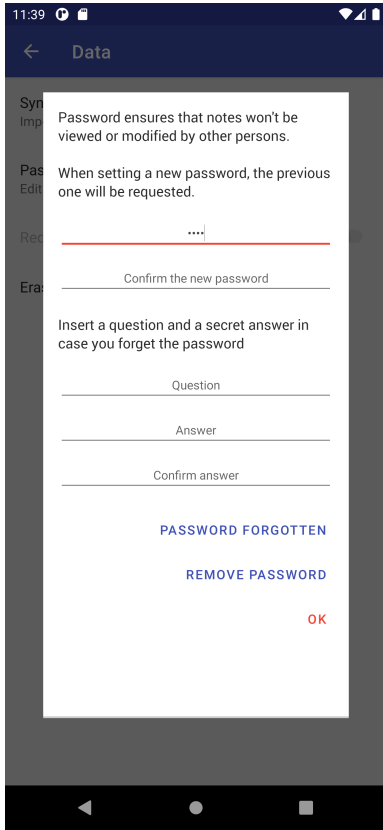 11:39
Data
Syn
Imp
Password ensures that notes won't be
viewed or modified by other persons.
Pas
When setting a new password, the previous
Edit
one will be requested.
••••
Rec
Confirm the new password
Eras
Insert a question and a secret answer in
case you forget the password
Question
Answer
Confirm answer
PASSWORD FORGOTTEN
REMOVE PASSWORD
OK